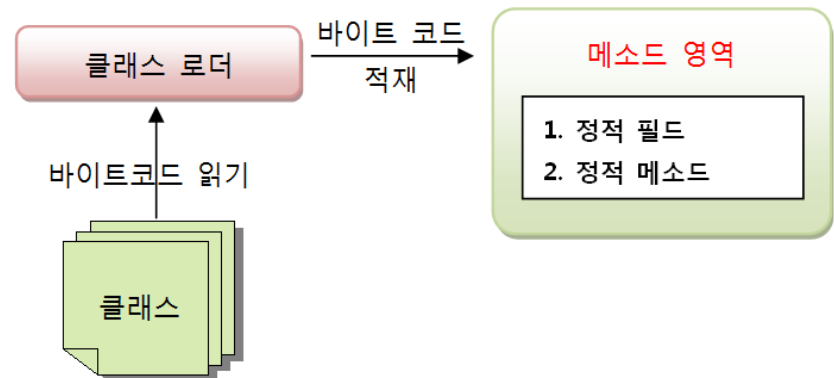 클래스 로더
바이트 코드
적재
메소드 영역
1. 정적 필드
2. 정적 메소드
바이트코드 읽기
클래스